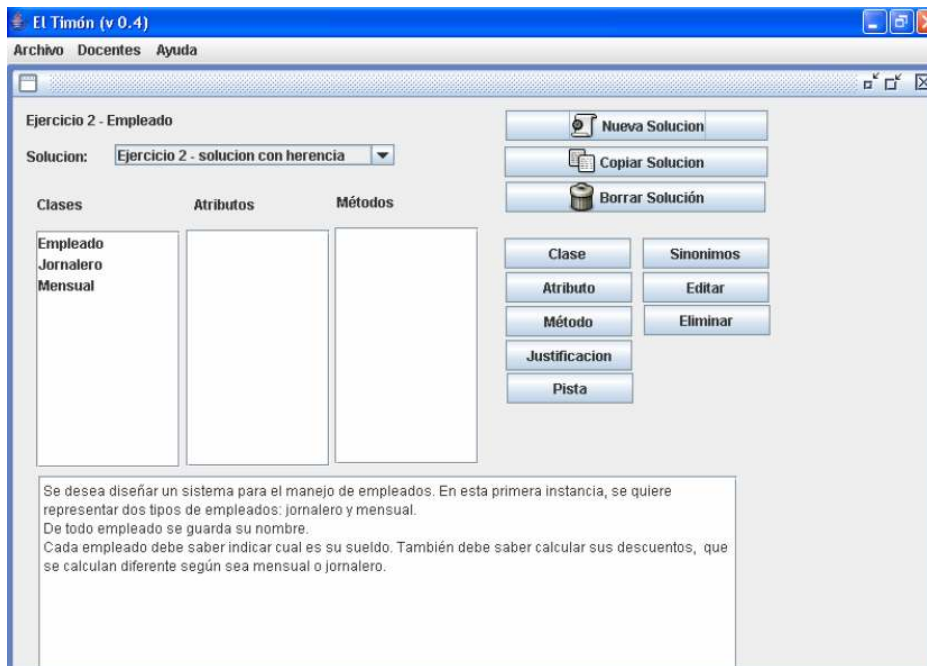 El Timón (v 0.4)
Archivo Docentes Ayuda
Ejercicio 2 - Empleado
Solucion: Ejercicio 2 - solucion con herencia
Nueva Solucion
Copiar Solucion
Borrar Solución
Clases Atributos Métodos
Empleado
Jornalero
Mensual
Clase Sinonimos
Atributo Editar
Método Eliminar
Justificacion
Pista
Se desea diseñar un sistema para el manejo de empleados. En esta primera instancia, se quiere
representar dos tipos de empleados: jornalero y mensual.
De todo empleado se guarda su nombre.
Cada empleado debe saber indicar cual es su sueldo. También debe saber calcular sus descuentos, que
se calculan diferente según sea mensual o jornalero.